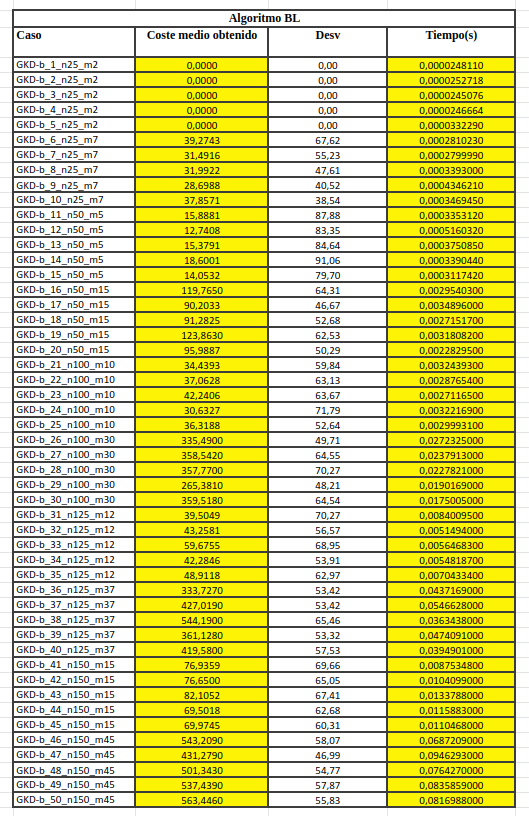 Algoritmo BL
Caso Coste medio obtenido Desv Tiempo(s)
GKD-b_1_n25_m2 0,0000 0,00 0,0000248110
GKD-b_2_n25_m2 0,0000 0,00 0,0000252718
GKD-b_3_n25_m2 0,0000 0,00 0,0000245076
GKD-b_4_n25_m2 0,0000 0,00 0,0000246664
GKD-b_5_n25_m2 0,0000 0,00 0,0000332290
GKD-b_6_n25_m7 39,2743 67,62 0,0002810230
GKD-b_7_n25_m7 31,4916 55,23 0,0002799990
GKD-b_8_n25_m7 31,9922 47,61 0,0003393000
GKD-b_9_n25_m7 28,6988 40,52 0,0004346210
GKD-b_10_n25_m7 37,8571 38,54 0,0003469450
GKD-b_11_n50_m5 15,8881 87,88 0,0003353120
GKD-b_12_n50_m5 12,7408 83,35 0,0005160320
GKD-b_13_n50_m5 15,3791 84,64 0,0003750850
GKD-b_14_n50_m5 18,6001 91,06 0,0003390440
GKD-b_15_n50_m5 14,0532 79,70 0,0003117420
GKD-b_16_n50_m15 119,7650 64,31 0,0029540300
GKD-b_17_n50_m15 90,2033 46,67 0,0034896000
GKD-b_18_n50_m15 91,2825 52,68 0,0027151700
GKD-b_19_n50_m15 123,8630 62,53 0,0031808200
GKD-b_20_n50_m15 95,9887 50,29 0,0022829500
GKD-b_21_n100_m10 34,4393 59,84 0,0032439300
GKD-b_22_n100_m10 37,0628 63,13 0,0028765400
GKD-b_23_n100_m10 42,2406 63,67 0,0027116500
GKD-b_24_n100_m10 30,6327 71,79 0,0032216900
GKD-b_25_n100_m10 36,3188 52,64 0,0029993100
GKD-b_26_n100_m30 335,4900 49,71 0,0272325000
GKD-b_27_n100_m30 358,5420 64,55 0,0237913000
GKD-b_28_n100_m30 357,7700 70,27 0,0227821000
GKD-b_29_n100_m30 265,3810 48,21 0,0190169000
GKD-b_30_n100_m30 359,5180 64,54 0,0175005000
GKD-b_31_n125_m12 39,5049 70,27 0,0084009500
GKD-b_32_n125_m12 43,2581 56,57 0,0051494000
GKD-b_33_n125_m12 59,6755 68,95 0,0056468300
GKD-b_34_n125_m12 42,2846 53,91 0,0054818700
GKD-b_35_n125_m12 48,9118 62,97 0,0070433400
GKD-b_36_n125_m37 333,7270 53,42 0,0437169000
GKD-b_37_n125_m37 427,0190 53,42 0,0546628000
GKD-b_38_n125_m37 544,1900 65,46 0,0363438000
GKD-b_39_n125_m37 361,1280 53,32 0,0474091000
GKD-b_40_n125_m37 419,5800 57,53 0,0394901000
GKD-b_41_n150_m15 76,9359 69,66 0,0087534800
GKD-b_42_n150_m15 76,6500 65,05 0,0104099000
GKD-b_43_n150_m15 82,1052 67,41 0,0133788000
GKD-b_44_n150_m15 69,5018 62,68 0,0115883000
GKD-b_45_n150_m15 69,9745 60,31 0,0110468000
GKD-b_46_n150_m45 543,2090 58,07 0,0687209000
GKD-b_47_n150_m45 431,2790 46,99 0,0946293000
GKD-b_48_n150_m45 501,3430 54,77 0,0764270000
GKD-b_49_n150_m45 537,4390 57,87 0,0835859000
GKD-b_50_n150_m45 563,4460 55,83 0,0816988000